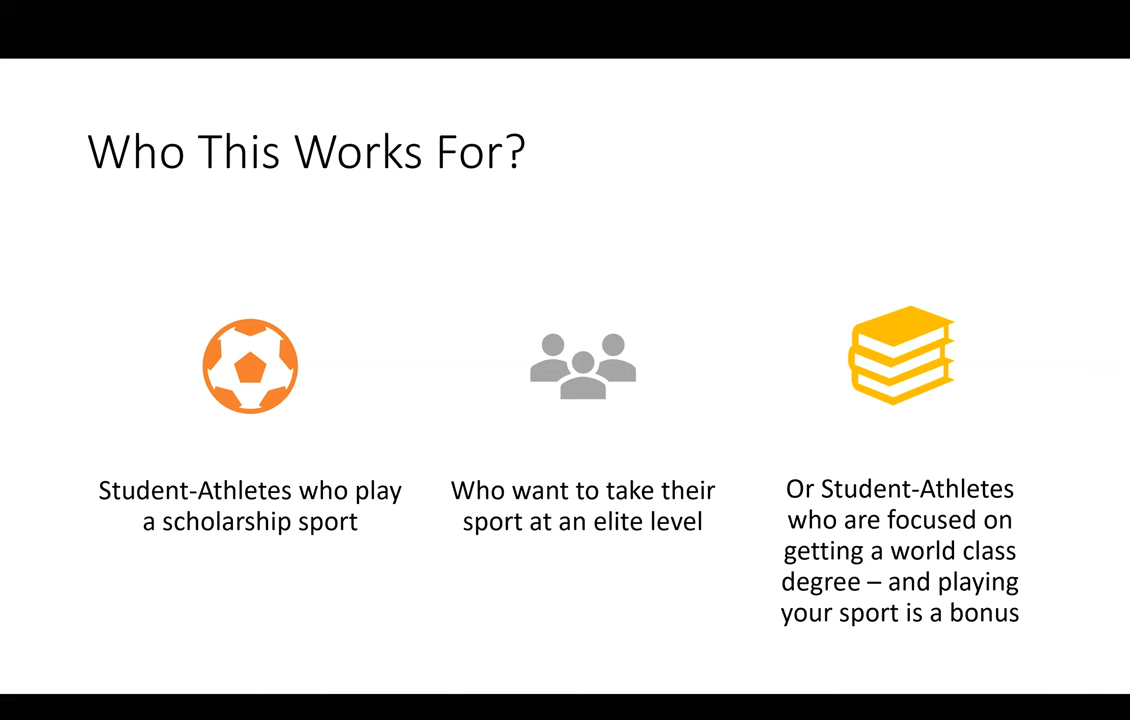 Who This Works For?
Student-Athletes who play
a scholarship sport
Who want to take their
sport at an elite level
Or Student-Athletes
who are focused on
getting a world class
degree – and playing
your sport is a bonus